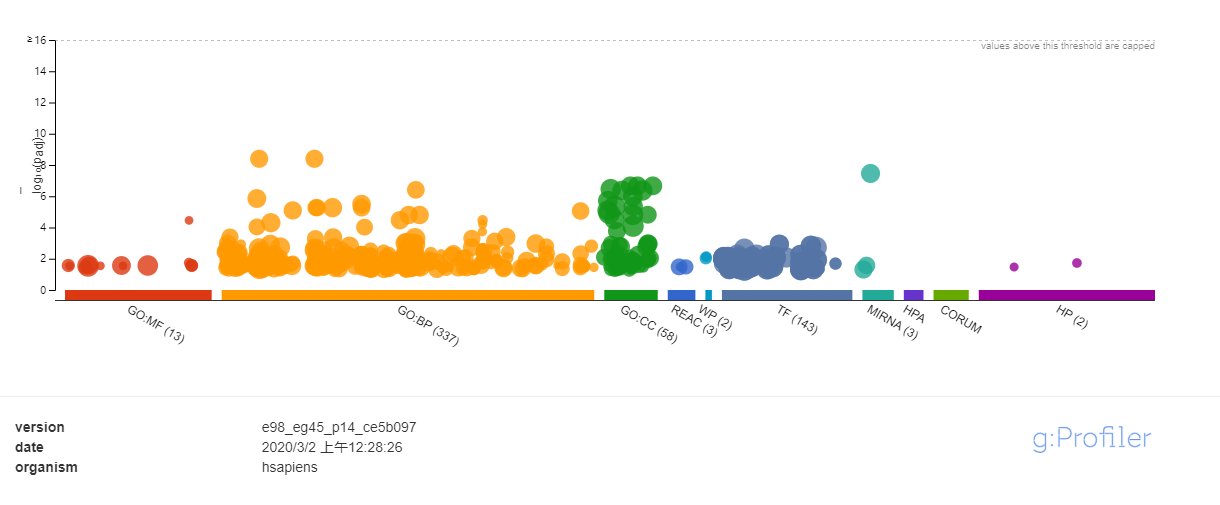 ≥16
values above this threshold are capped
14
12
10
8
6
4
2
0
–log₁₀(padj)
GO:MF (13)
GO:BP (337)
GO:CC (58)
REAC (3)
WP (2)
TF (143)
MIRNA (3)
HPA
CORUM
HP (2)
version e98_eg45_p14_ce5b097
date 2020/3/2 上午12:28:26
organism hsapiens
g:Profiler